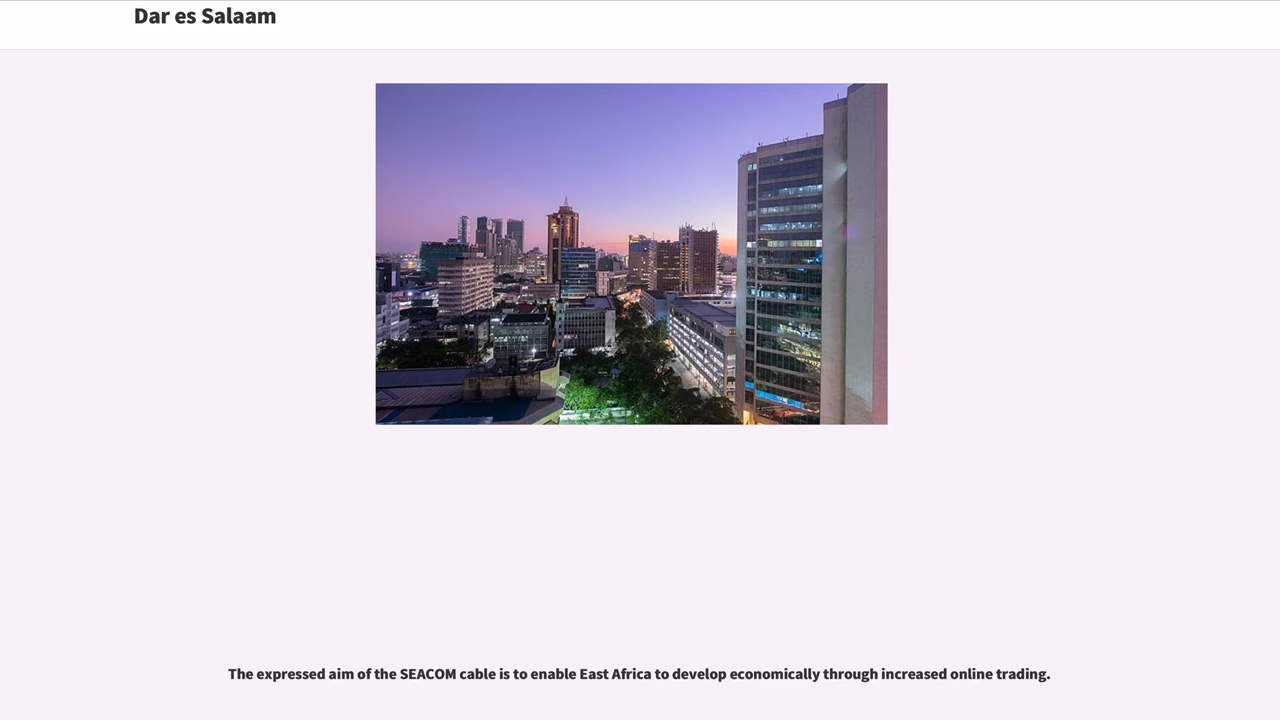 Dar es Salaam
The expressed aim of the SEACOM cable is to enable East Africa to develop economically through increased online trading.